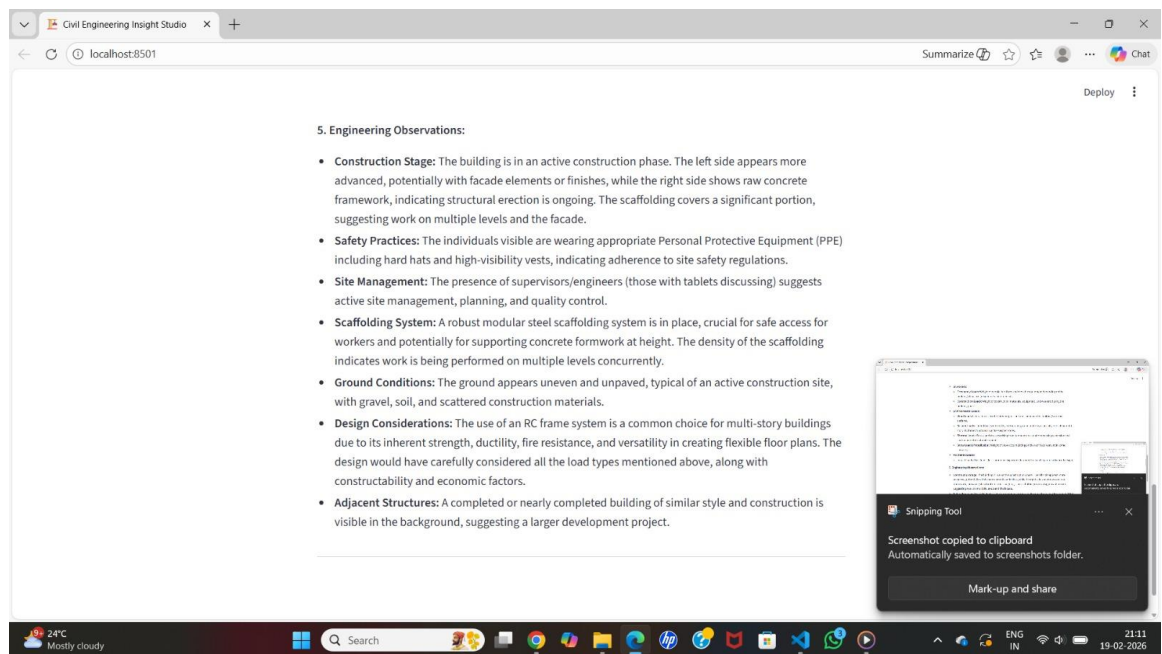 Civil Engineering Insight Studio
localhost:8501
Summarize
Chat
Deploy
5. Engineering Observations:
• Construction Stage: The building is in an active construction phase. The left side appears more
advanced, potentially with facade elements or finishes, while the right side shows raw concrete
framework, indicating structural erection is ongoing. The scaffolding covers a significant portion,
suggesting work on multiple levels and the facade.
• Safety Practices: The individuals visible are wearing appropriate Personal Protective Equipment (PPE)
including hard hats and high-visibility vests, indicating adherence to site safety regulations.
• Site Management: The presence of supervisors/engineers (those with tablets discussing) suggests
active site management, planning, and quality control.
• Scaffolding System: A robust modular steel scaffolding system is in place, crucial for safe access for
workers and potentially for supporting concrete formwork at height. The density of the scaffolding
indicates work is being performed on multiple levels concurrently.
• Ground Conditions: The ground appears uneven and unpaved, typical of an active construction site,
with gravel, soil, and scattered construction materials.
• Design Considerations: The use of an RC frame system is a common choice for multi-story buildings
due to its inherent strength, ductility, fire resistance, and versatility in creating flexible floor plans. The
design would have carefully considered all the load types mentioned above, along with
constructability and economic factors.
• Adjacent Structures: A completed or nearly completed building of similar style and construction is
visible in the background, suggesting a larger development project.
Snipping Tool
Screenshot copied to clipboard
Automatically saved to screenshots folder.
Mark-up and share
9+
24°C
Mostly cloudy
Search
hp
3
ENG
IN
21:11
19-02-2026